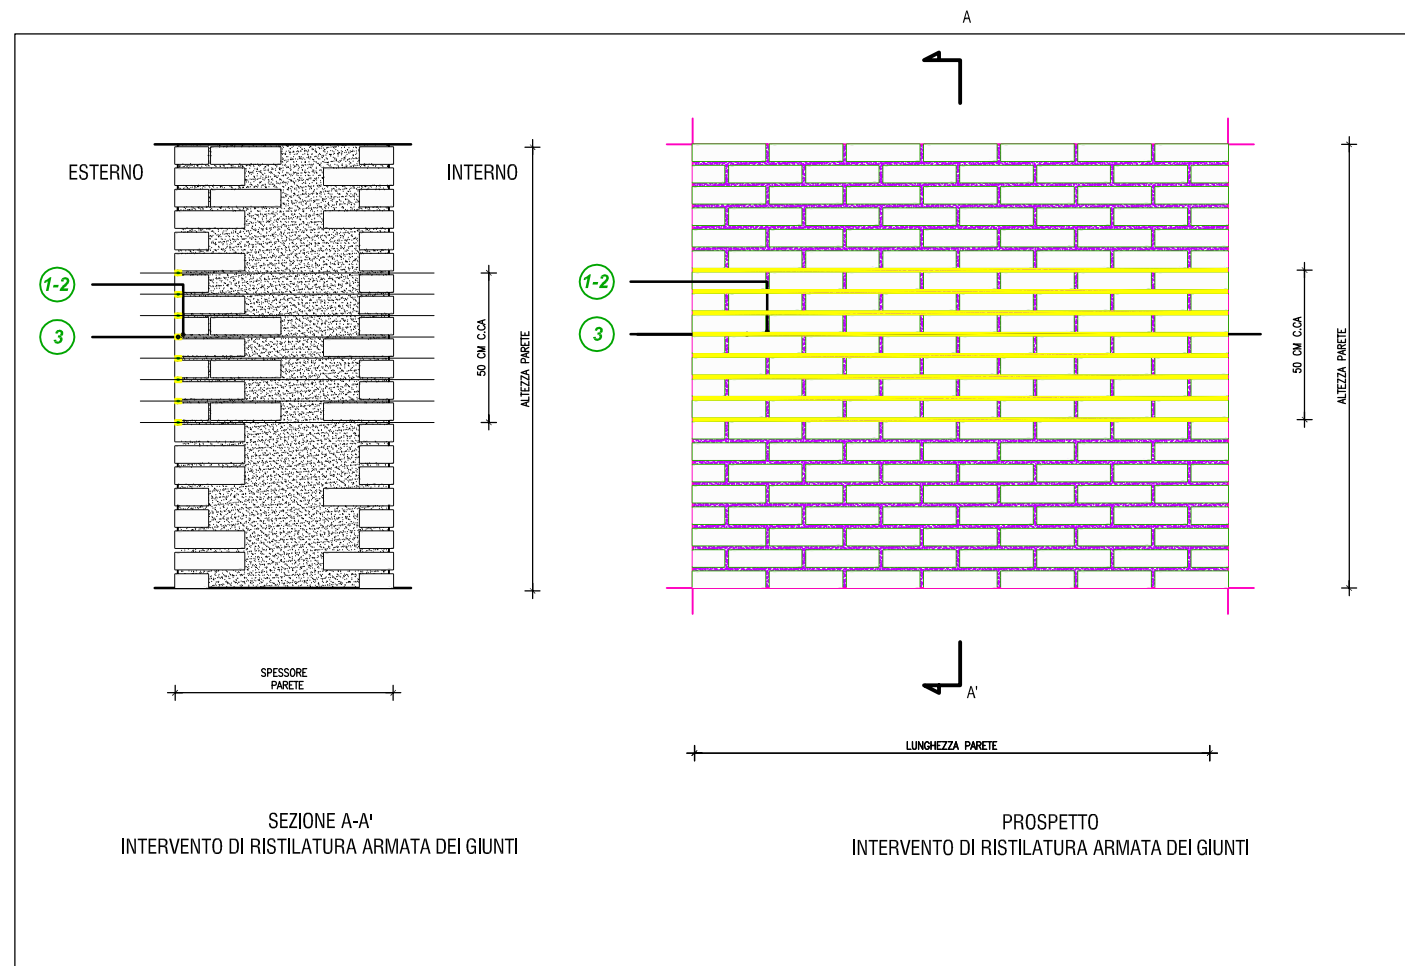 A
ESTERNO
INTERNO
1-2
3
50 CM C.CA
ALTEZZA PARETE
SPESSORE
PARETE
SEZIONE A-A'
INTERVENTO DI RISTILATURA ARMATA DEI GIUNTI
1-2
3
50 CM C.CA
ALTEZZA PARETE
A'
LUNGHEZZA PARETE
PROSPETTO
INTERVENTO DI RISTILATURA ARMATA DEI GIUNTI